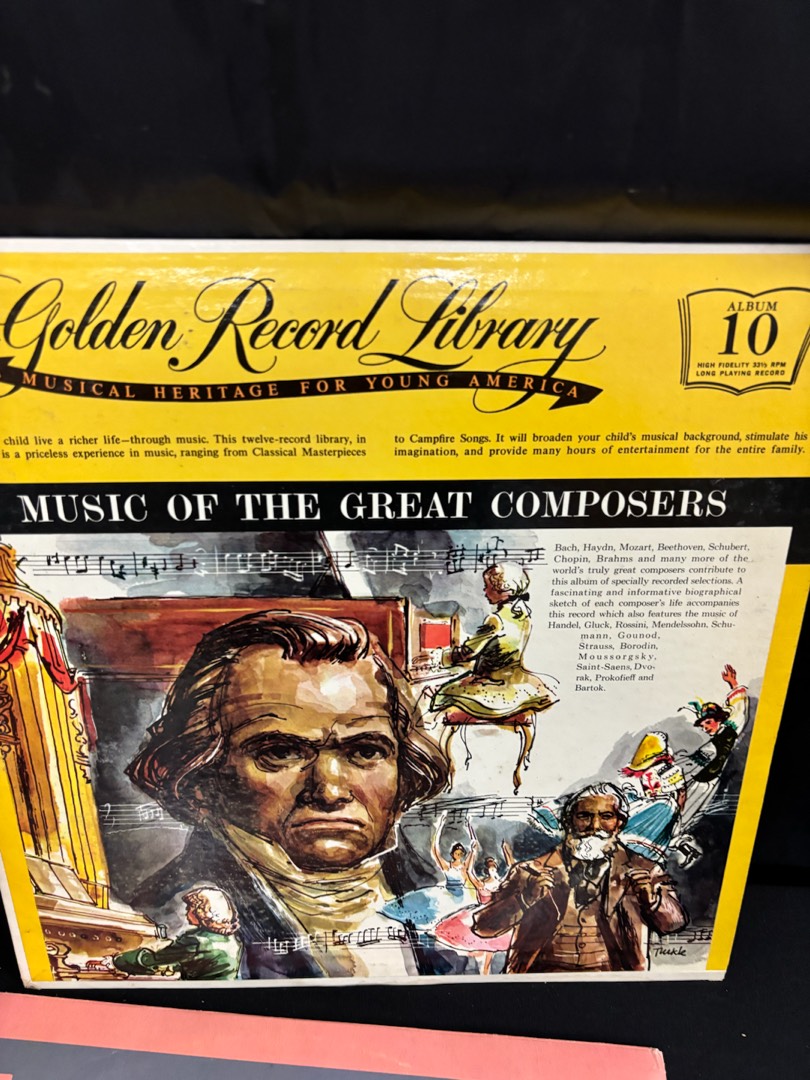 Golden Record Library
MUSICAL HERITAGE FOR YOUNG AMERICA
ALBUM
10
HIGH FIDELITY 33⅓ RPM
LONG PLAYING RECORD
child live a richer life—through music. This twelve-record library, in
is a priceless experience in music, ranging from Classical Masterpieces
to Campfire Songs. It will broaden your child's musical background, stimulate his
imagination, and provide many hours of entertainment for the entire family.
MUSIC OF THE GREAT COMPOSERS
Bach, Haydn, Mozart, Beethoven, Schubert,
Chopin, Brahms and many more of the
world's truly great composers contribute to
this album of specially recorded selections. A
fascinating and informative biographical
sketch of each composer's life accompanies
this record which also features the music of
Handel, Gluck, Rossini, Mendelssohn, Schu-
mann, Gounod,
Strauss, Borodin,
Moussorgsky,
Saint-Saens, Dvo-
rak, Prokofieff and
Bartok.